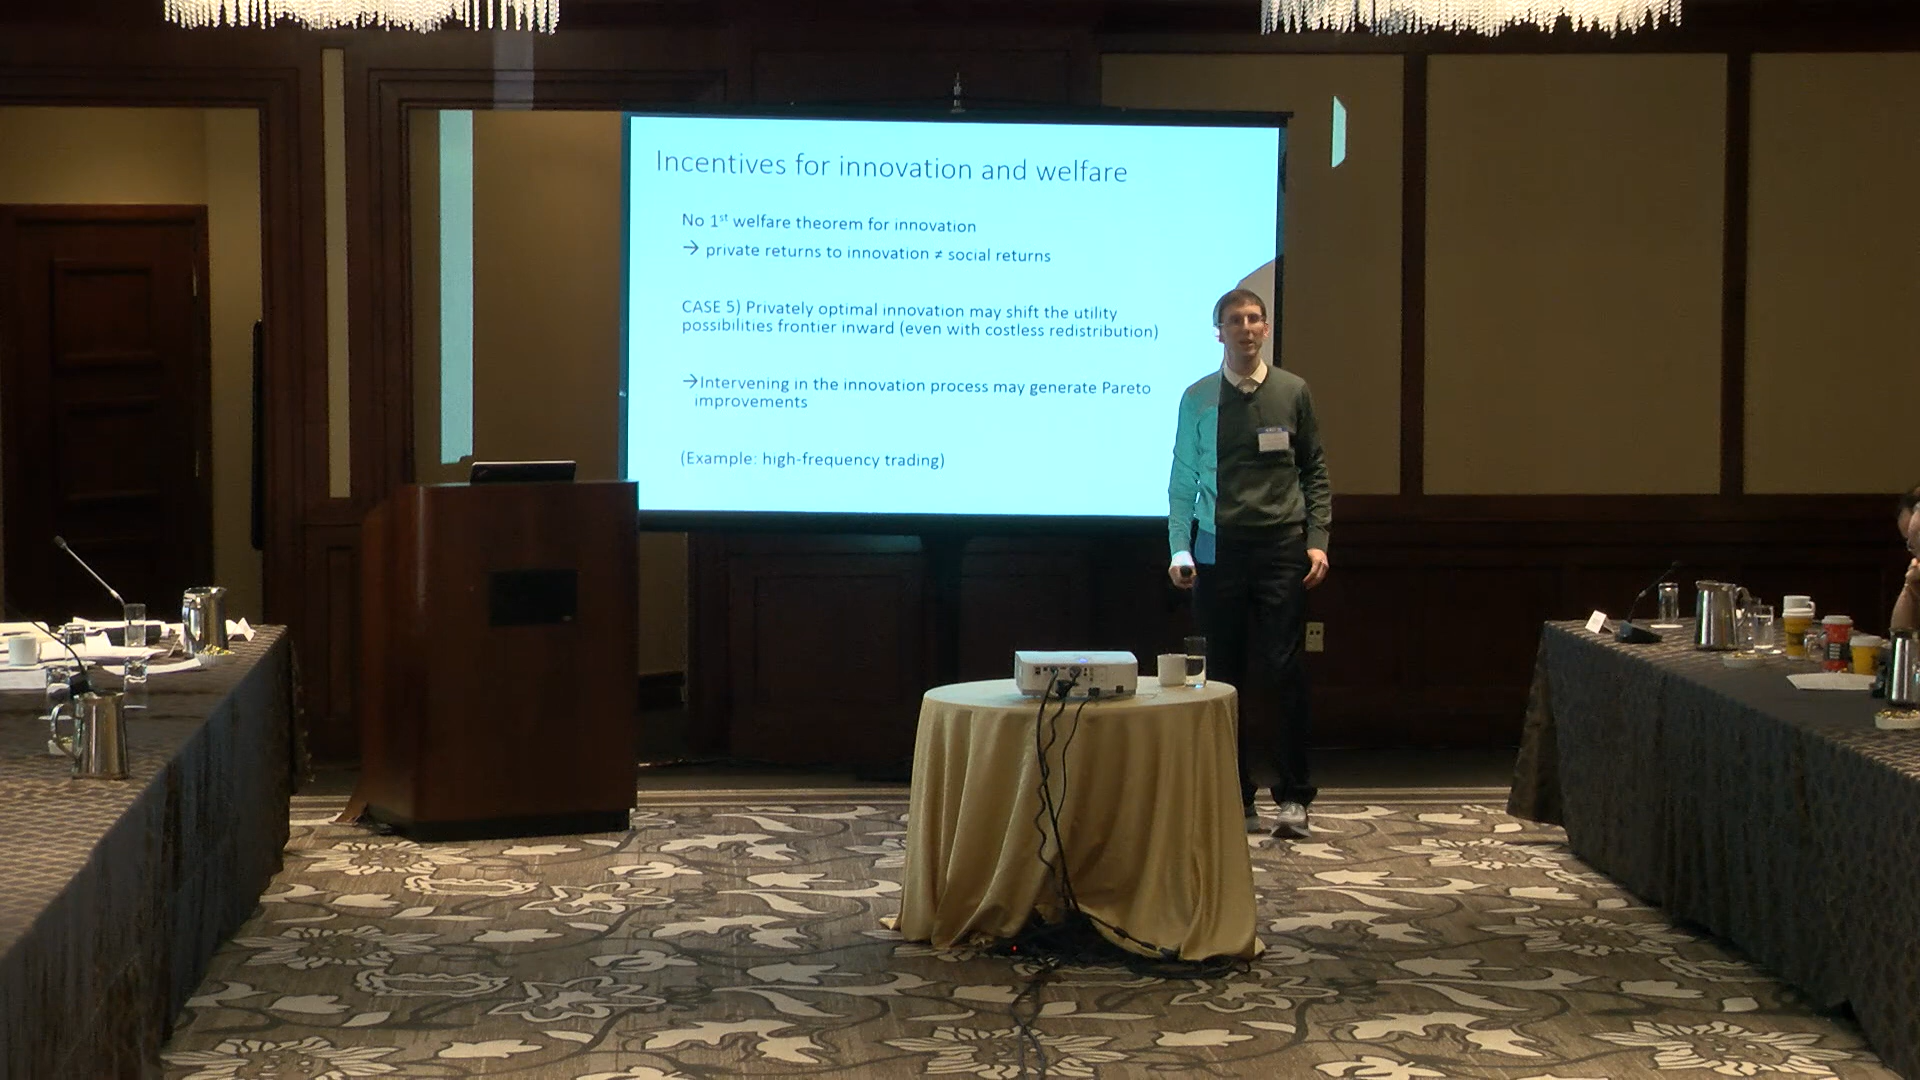 Incentives for innovation and welfare
No 1st welfare theorem for innovation
→ private returns to innovation ≠ social returns
CASE 5) Privately optimal innovation may shift the utility
possibilities frontier inward (even with costless redistribution)
→Intervening in the innovation process may generate Pareto
improvements
(Example: high-frequency trading)